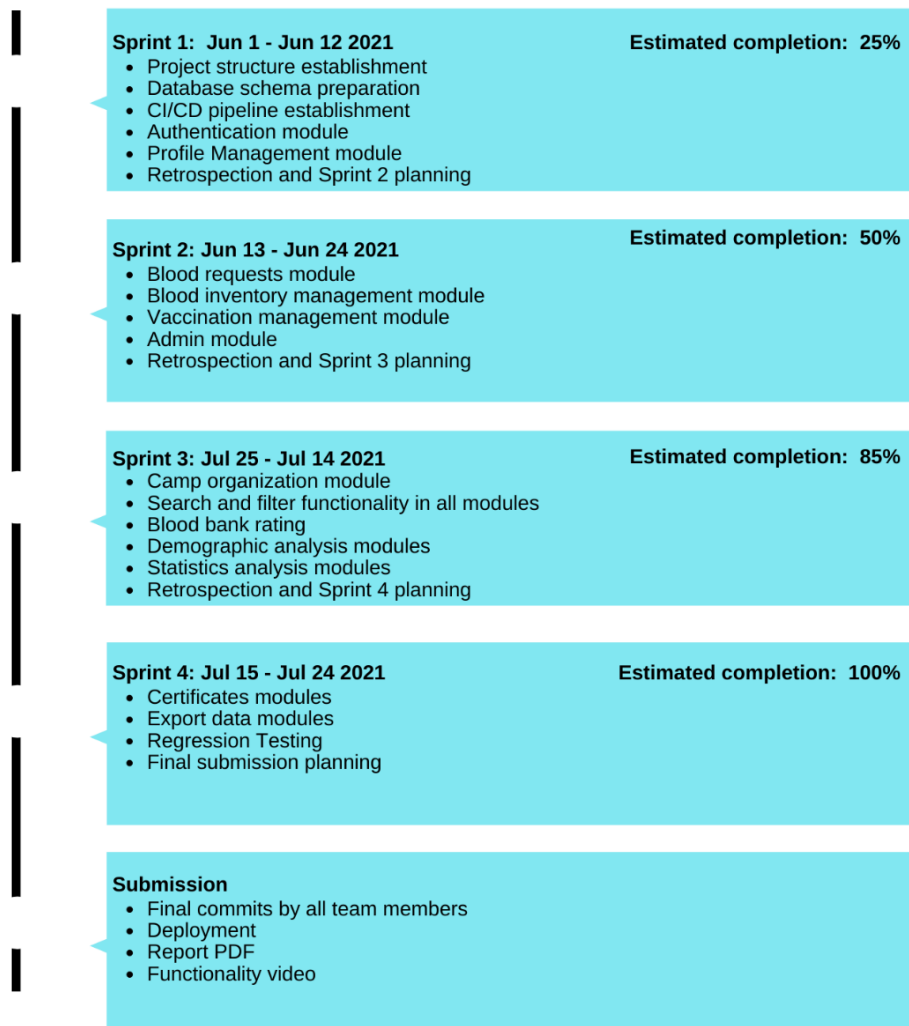 Sprint 1:  Jun 1 - Jun 12 2021 Estimated completion:  25%
• Project structure establishment
• Database schema preparation
• CI/CD pipeline establishment
• Authentication module
• Profile Management module
• Retrospection and Sprint 2 planning
Sprint 2: Jun 13 - Jun 24 2021 Estimated completion:  50%
• Blood requests module
• Blood inventory management module
• Vaccination management module
• Admin module
• Retrospection and Sprint 3 planning
Sprint 3: Jul 25 - Jul 14 2021 Estimated completion:  85%
• Camp organization module
• Search and filter functionality in all modules
• Blood bank rating
• Demographic analysis modules
• Statistics analysis modules
• Retrospection and Sprint 4 planning
Sprint 4: Jul 15 - Jul 24 2021 Estimated completion:  100%
• Certificates modules
• Export data modules
• Regression Testing
• Final submission planning
Submission
• Final commits by all team members
• Deployment
• Report PDF
• Functionality video